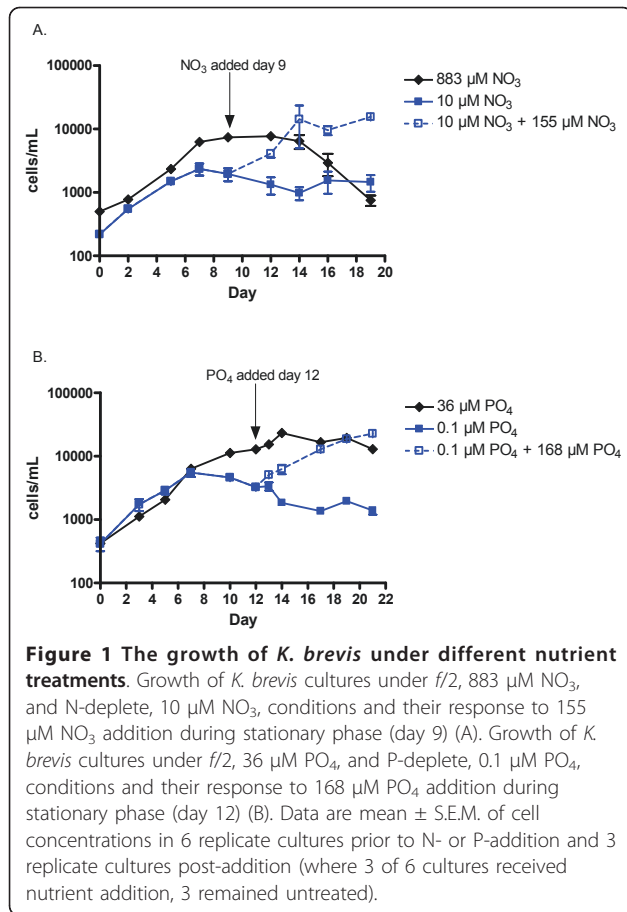 A.
NO₃ added day 9
100000
10000
1000
100
cells/mL
0 2 4 6 8 10 12 14 16 18 20
Day
883 µM NO₃
10 µM NO₃
10 µM NO₃ + 155 µM NO₃
B.
PO₄ added day 12
100000
10000
1000
100
cells/mL
0 2 4 6 8 10 12 14 16 18 20 22
Day
36 µM PO₄
0.1 µM PO₄
0.1 µM PO₄ + 168 µM PO₄
Figure 1 The growth of K. brevis under different nutrient
treatments. Growth of K. brevis cultures under f/2, 883 µM NO₃,
and N-deplete, 10 µM NO₃, conditions and their response to 155
µM NO₃ addition during stationary phase (day 9) (A). Growth of K.
brevis cultures under f/2, 36 µM PO₄, and P-deplete, 0.1 µM PO₄,
conditions and their response to 168 µM PO₄ addition during
stationary phase (day 12) (B). Data are mean ± S.E.M. of cell
concentrations in 6 replicate cultures prior to N- or P-addition and 3
replicate cultures post-addition (where 3 of 6 cultures received
nutrient addition, 3 remained untreated).